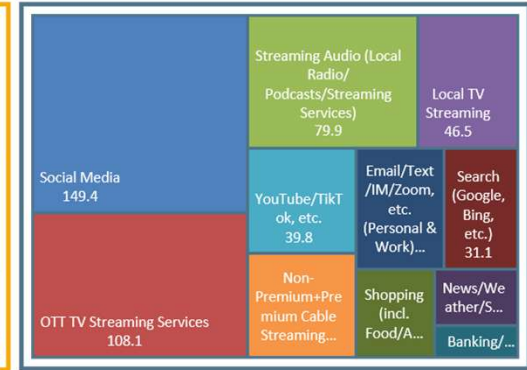 Social Media
149.4
OTT TV Streaming Services
108.1
Streaming Audio (Local
Radio/
Podcasts/Streaming
Services)
79.9
Local TV
Streaming
46.5
YouTube/TikT
ok, etc.
39.8
Email/Text
/IM/Zoom,
etc.
(Personal &
Work)...
Search
(Google,
Bing,
etc.)
31.1
Non-
Premium+Pre
mium Cable
Streaming...
Shopping
(incl.
Food/A...
News/We
ather/S...
Banking/...